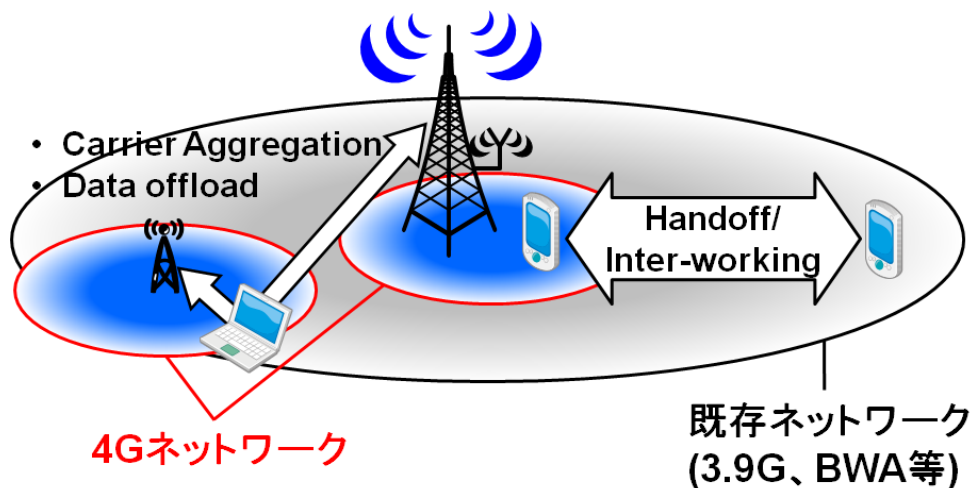 • Carrier Aggregation
• Data offload
Handoff/
Inter-working
4Gネットワーク
既存ネットワーク
(3.9G、BWA等)